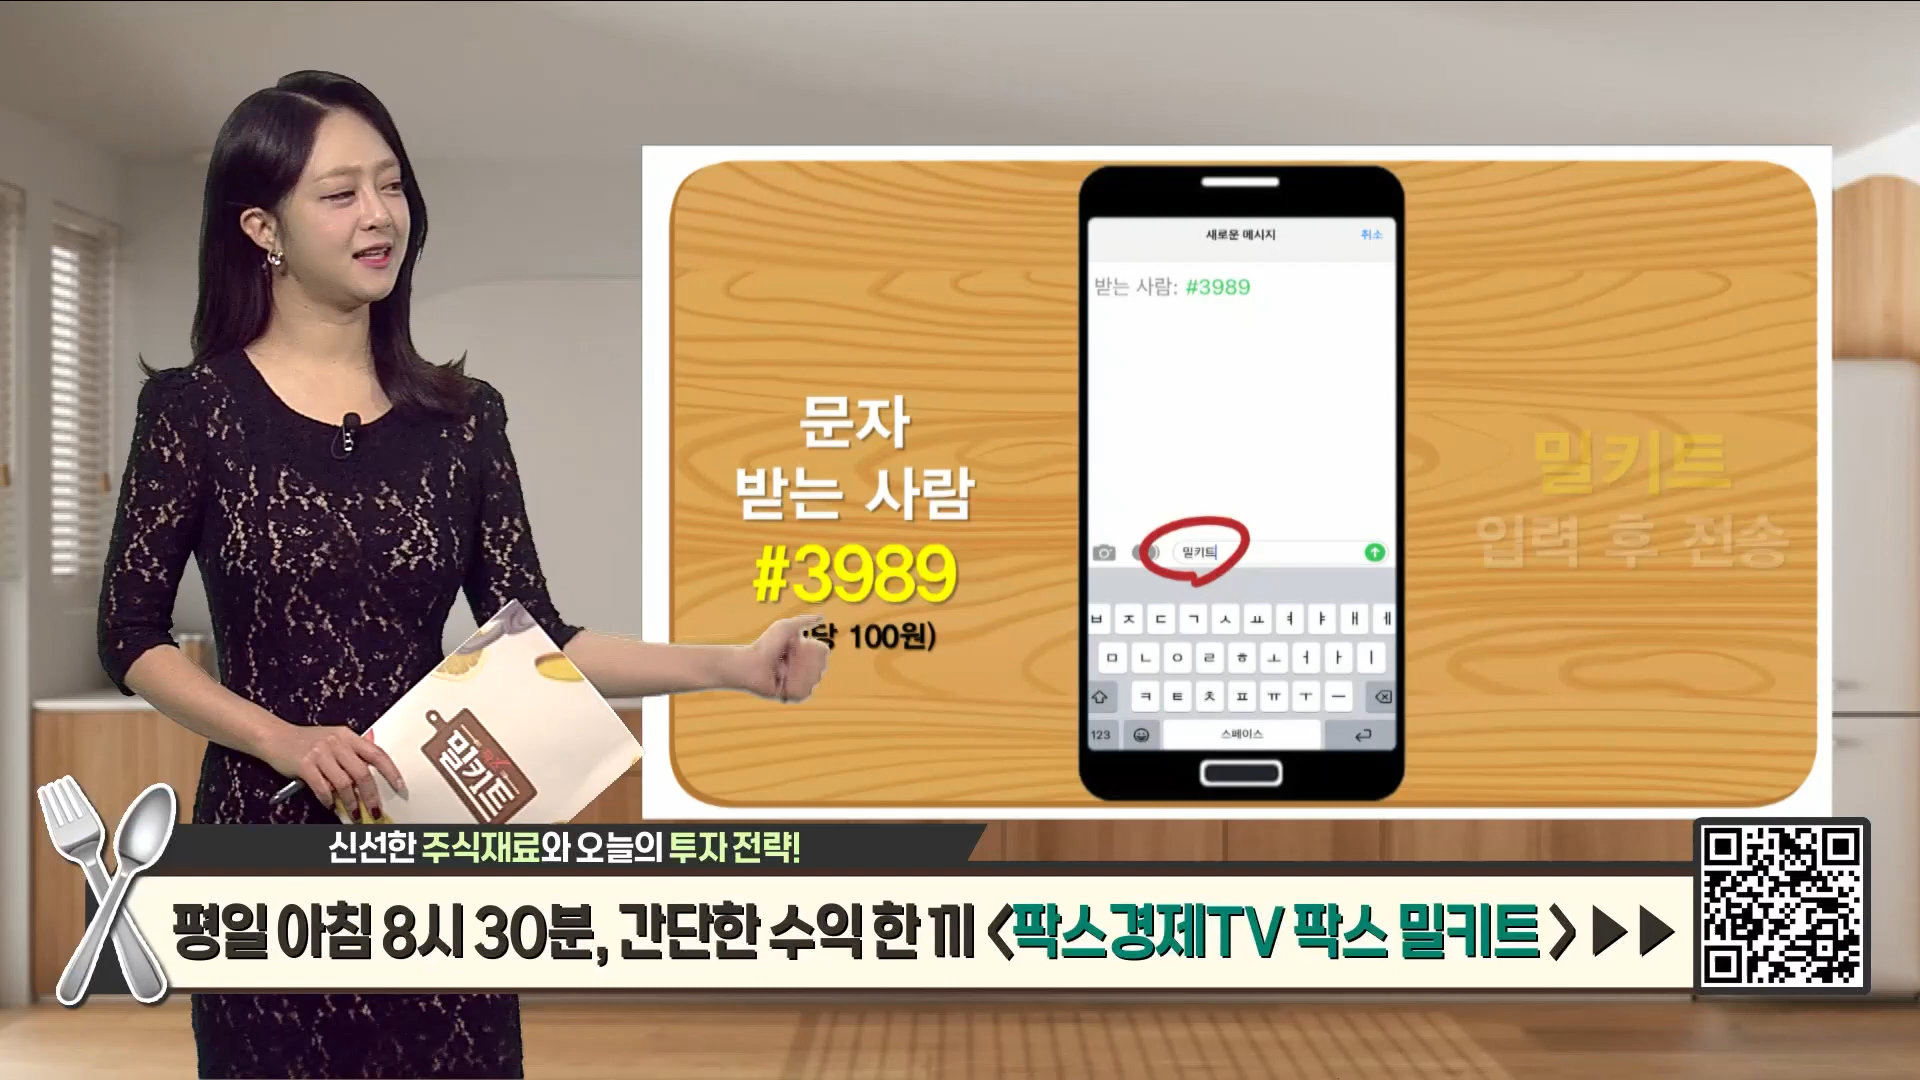 새로운 메시지
취소
받는 사람: #3989
문자
받는 사람
#3989
당 100원)
밀키트
밀키트
입력 후 전송
ㅂ ㅈ ㄷ ㄱ ㅅ ㅛ ㅕ ㅑ ㅐ ㅔ
ㅁ ㄴ ㅇ ㄹ ㅎ ㅗ ㅓ ㅏ ㅣ
ㅋ ㅌ ㅊ ㅍ ㅠ ㅜ ㅡ
123
스페이스
밀키트
신선한 주식재료와 오늘의 투자 전략!
평일 아침 8시 30분, 간단한 수익 한 끼 <팍스경제TV 팍스 밀키트>▶▶